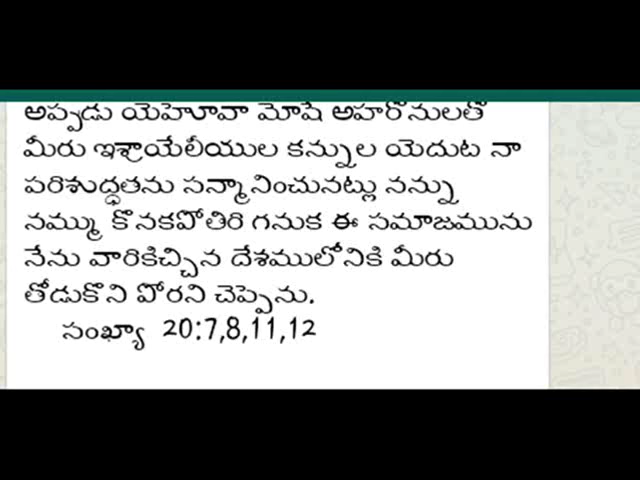 అప్పుడు యెహోవా మోషే అహరోనులతో
మీరు ఇశ్రాయేలీయుల కన్నుల యెదుట నా
పరిశుద్ధతను సన్మానించునట్లు నన్ను
నమ్ము కొనకపోతిరి గనుక ఈ సమాజమును
నేను వారికిచ్చిన దేశములోనికి మీరు
తోడుకొని పోరని చెప్పెను.
సంఖ్యా 20:7,8,11,12